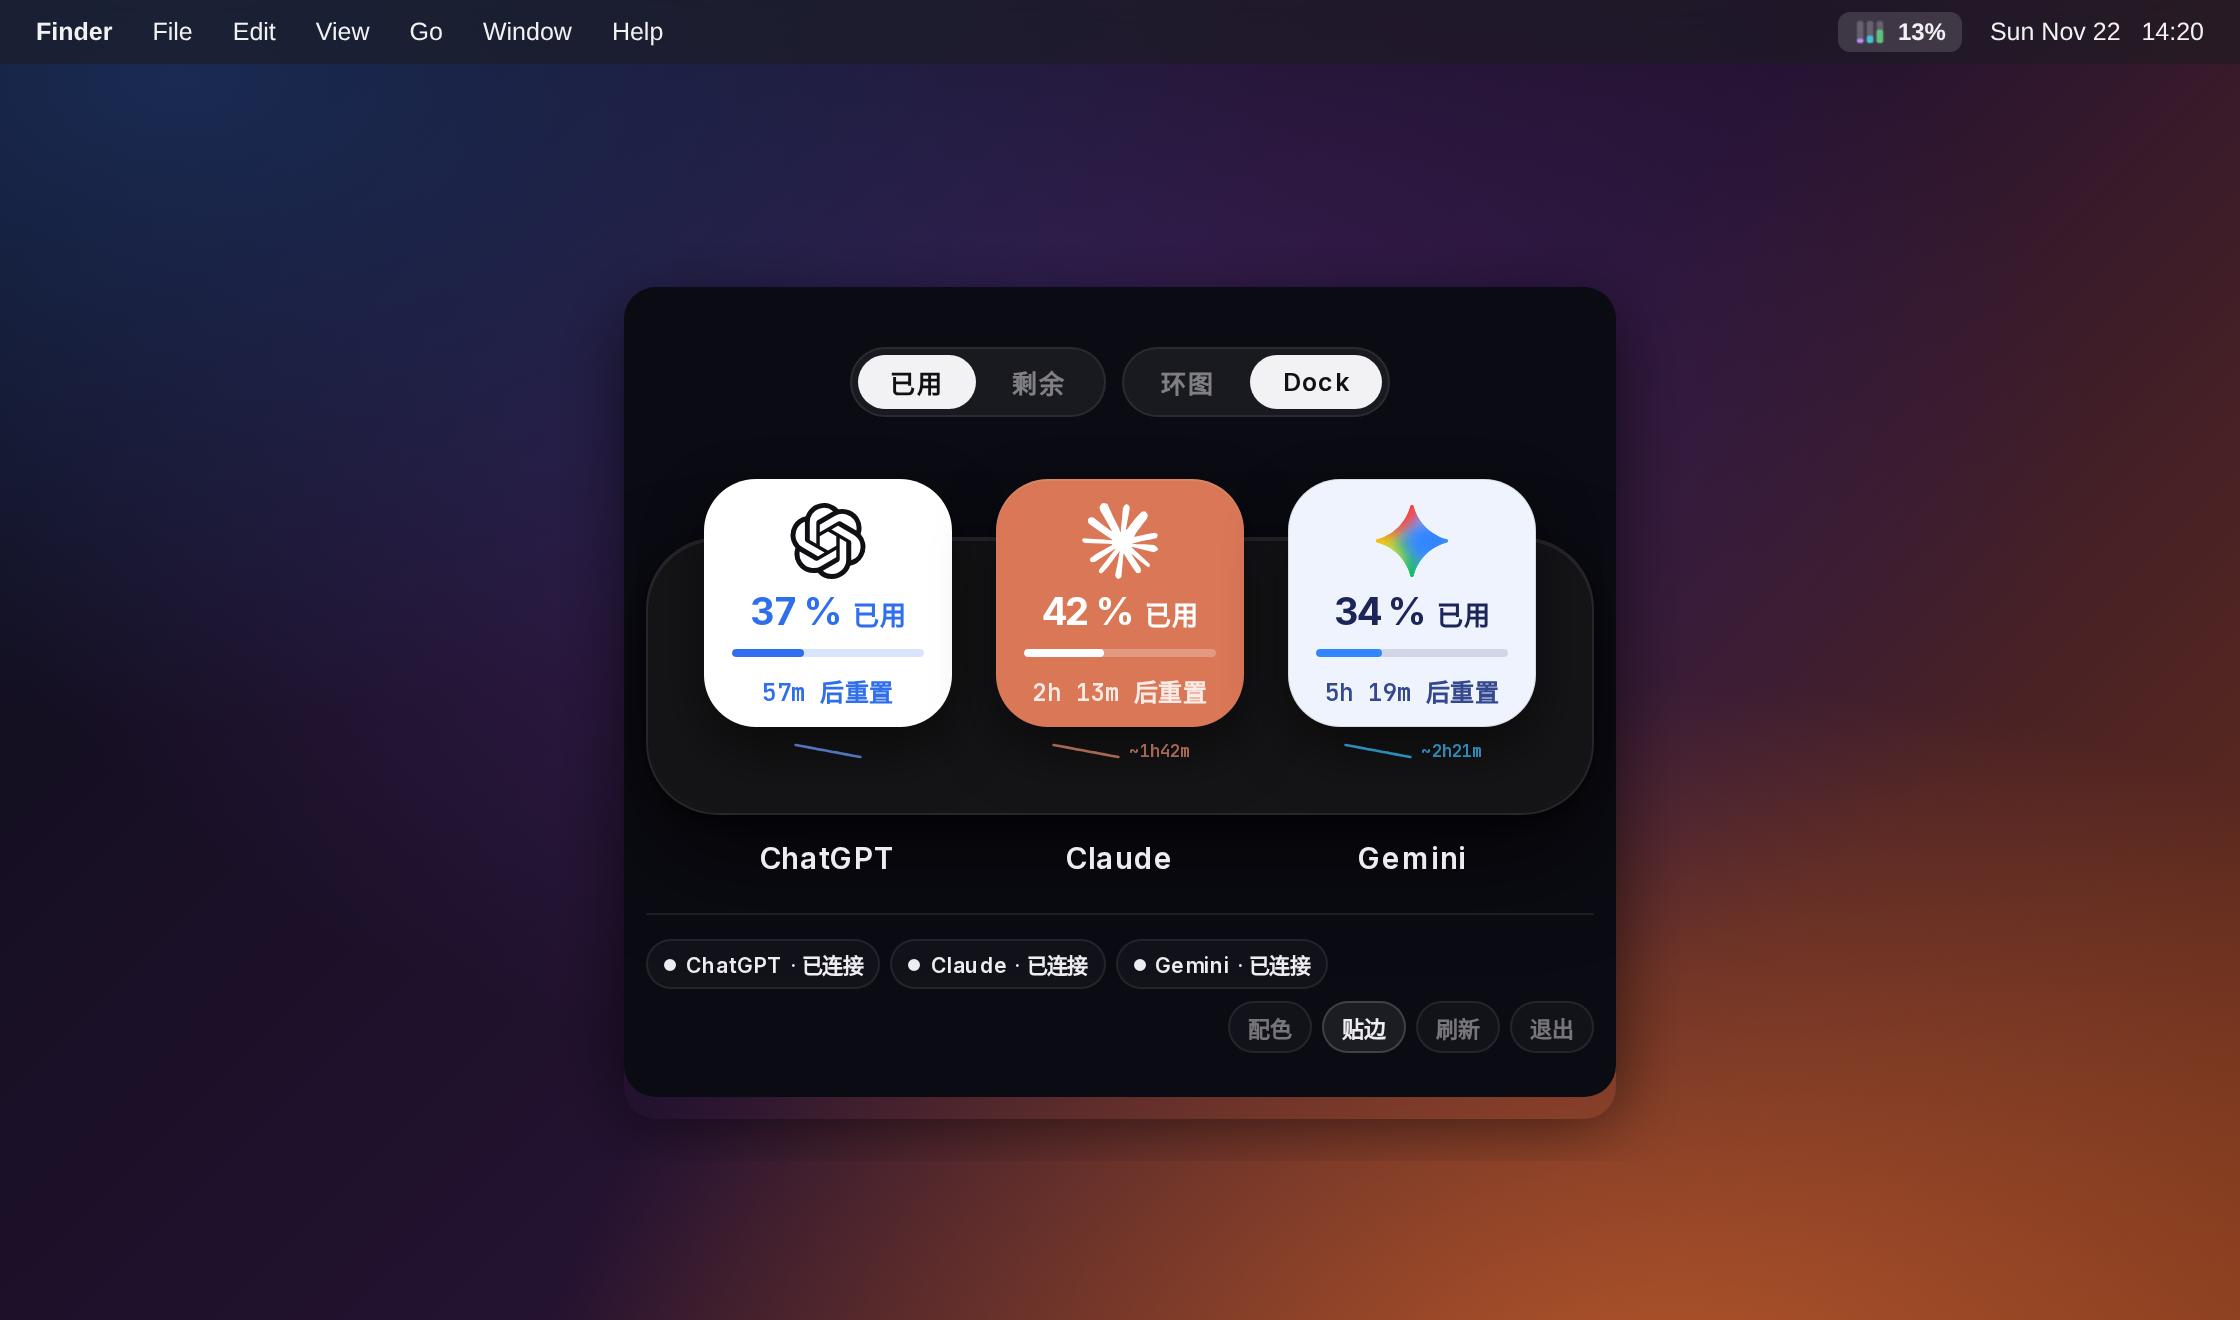 Finder File Edit View Go Window Help 13% Sun Nov 22 14:20
已用 剩余 环图 Dock
37 % 已用
57m 后重置
42 % 已用
2h 13m 后重置
~1h42m
34 % 已用
5h 19m 后重置
~2h21m
ChatGPT Claude Gemini
ChatGPT · 已连接 Claude · 已连接 Gemini · 已连接
配色 贴边 刷新 退出